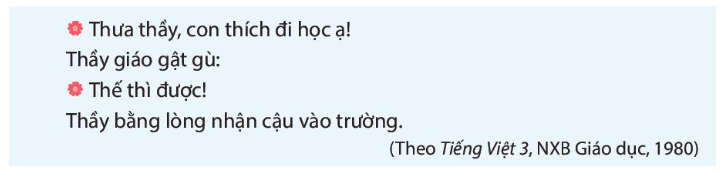 Thưa thầy, con thích đi học ạ!
Thầy giáo gật gù:
Thế thì được!
Thầy bằng lòng nhận cậu vào trường.
(Theo Tiếng Việt 3, NXB Giáo dục, 1980)